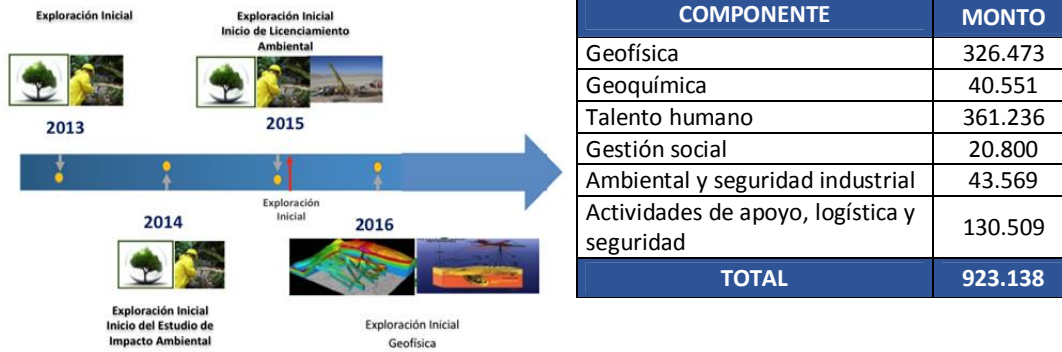 Exploración Inicial
Exploración Inicial
Inicio de Licenciamiento
Ambiental
2013
2015
Exploración
Inicial
2014
2016
Exploración Inicial
Inicio del Estudio de
Impacto Ambiental
Exploración Inicial
Geofísica
COMPONENTE MONTO
Geofísica 326.473
Geoquímica 40.551
Talento humano 361.236
Gestión social 20.800
Ambiental y seguridad industrial 43.569
Actividades de apoyo, logística y
seguridad 130.509
TOTAL 923.138